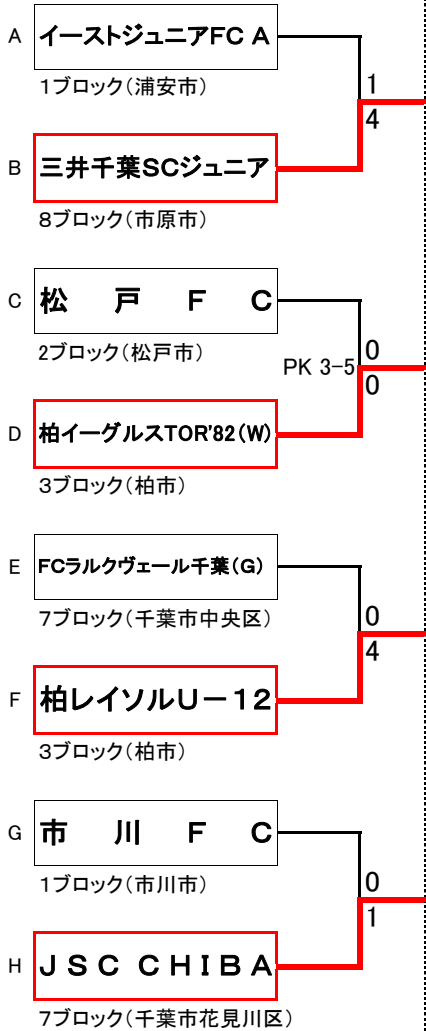 A イーストジュニアFC A
1ブロック（浦安市）
1
4
B 三井千葉SCジュニア
8ブロック（市原市）
C 松戸FC
2ブロック（松戸市）
PK 3-5
0
0
D 柏イーグルスTOR'82（W）
3ブロック（柏市）
E FCラルクヴェール千葉（G）
7ブロック（千葉市中央区）
0
4
F 柏レイソルU－12
3ブロック（柏市）
G 市川FC
1ブロック（市川市）
0
1
H JSC CHIBA
7ブロック（千葉市花見川区）